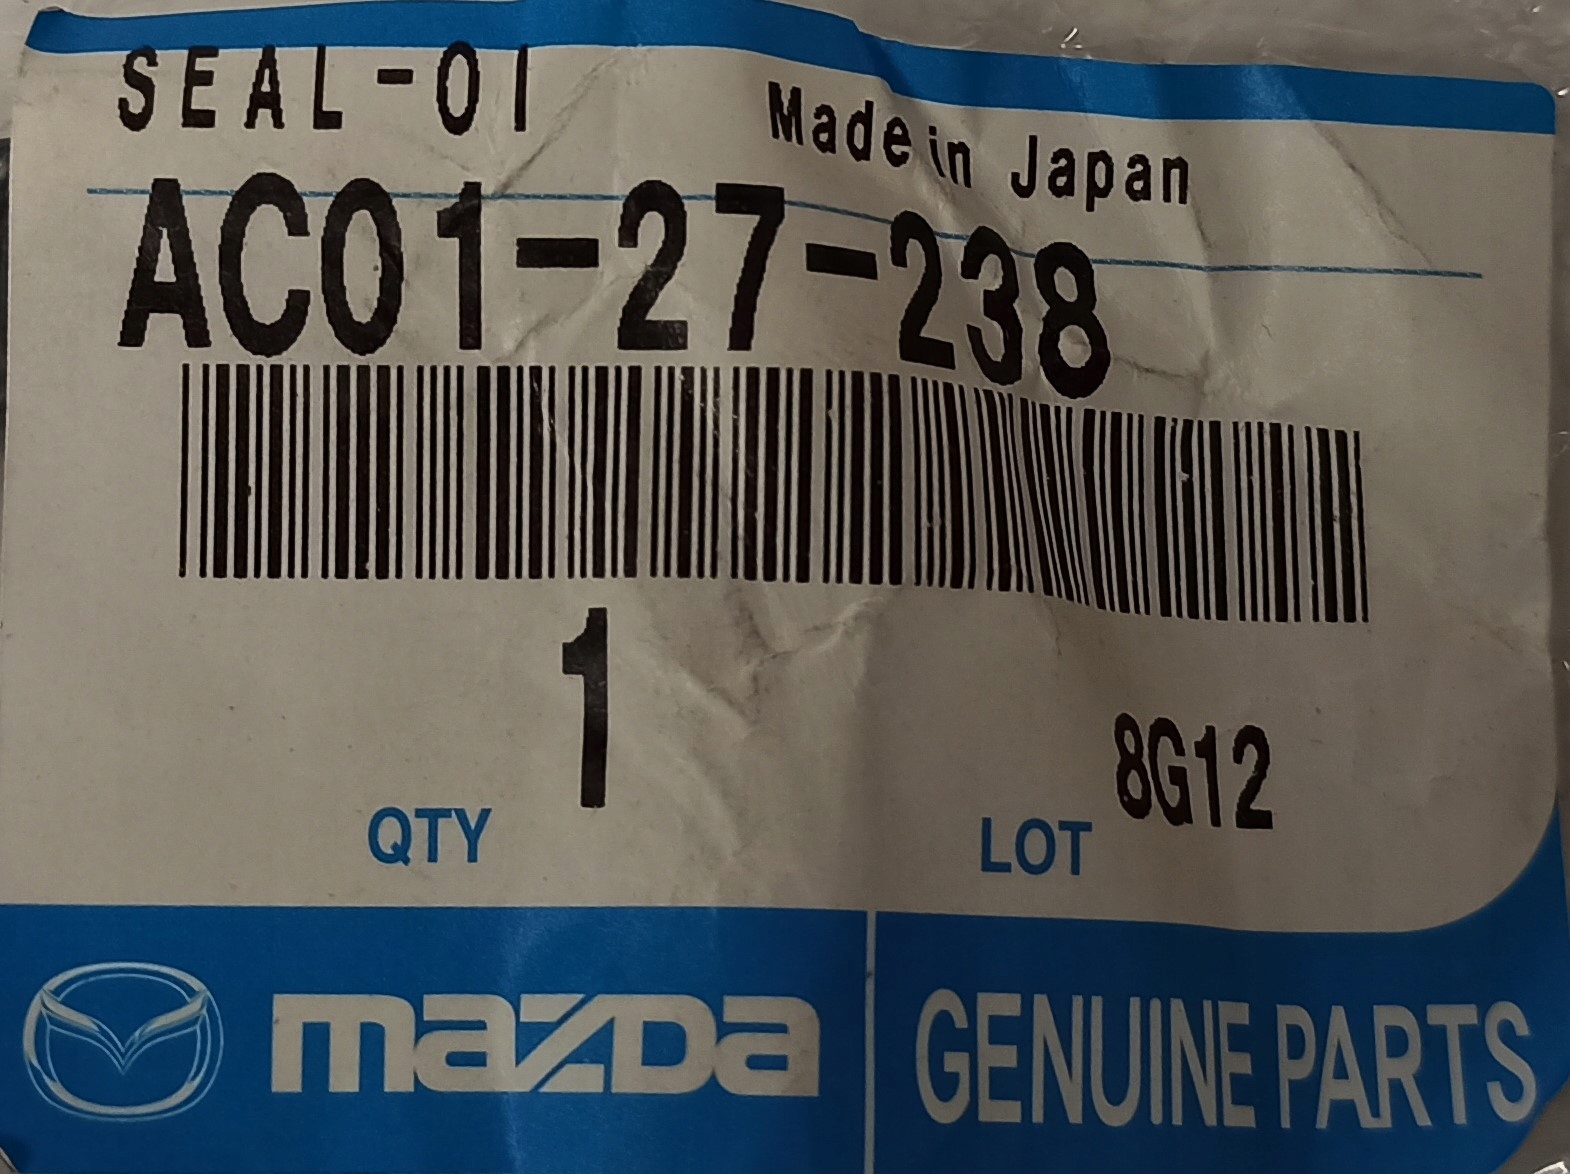 SEAL-OI
Made in Japan
AC01-27-238
1
QTY
LOT
8G12
mazda
GENUINE PARTS